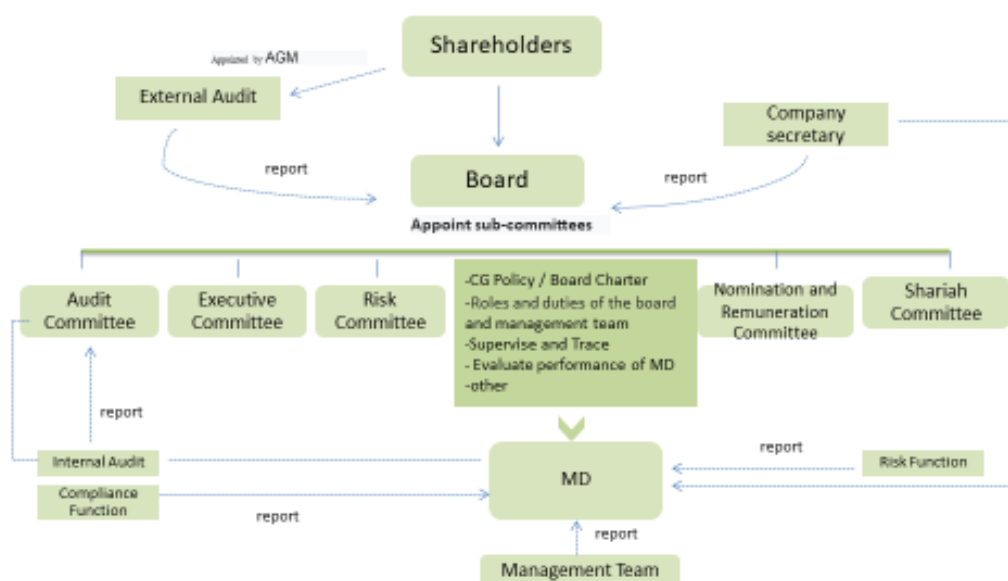 Shareholders
Appointed by AGM
External Audit
Company
secretary
report
Board
report
Appoint sub-committees
Audit
Committee
Executive
Committee
Risk
Committee
-CG Policy / Board Charter
-Roles and duties of the board
and management team
-Supervise and Trace
- Evaluate performance of MD
-other
Nomination and
Remuneration
Committee
Shariah
Committee
report
Internal Audit
Compliance
Function
report
MD
report
Risk Function
report
Management Team